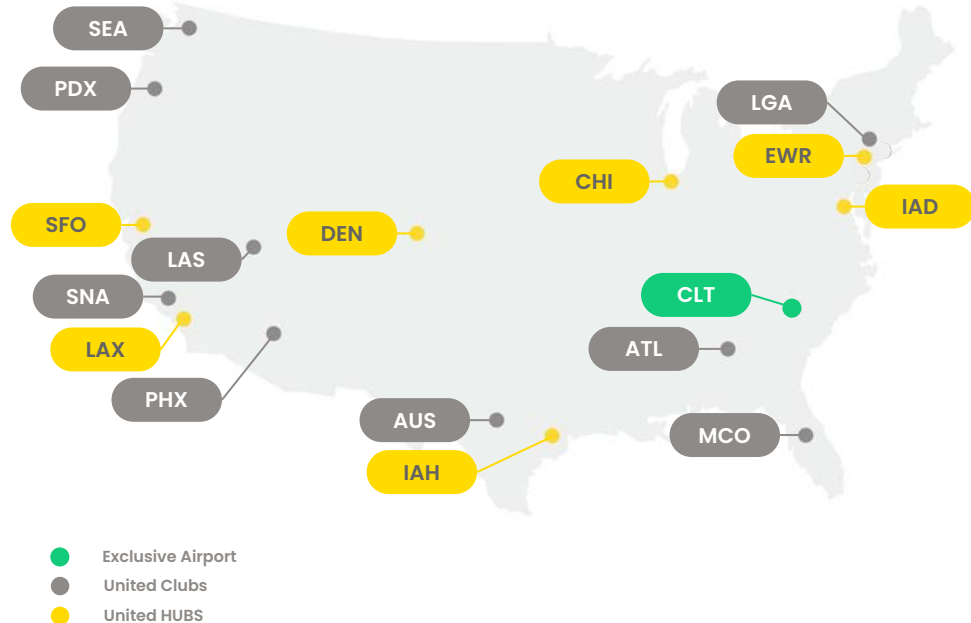 SEA
PDX
LGA
EWR
CHI
IAD
SFO
DEN
LAS
SNA
CLT
LAX
ATL
PHX
AUS
MCO
IAH
Exclusive Airport
United Clubs
United HUBS